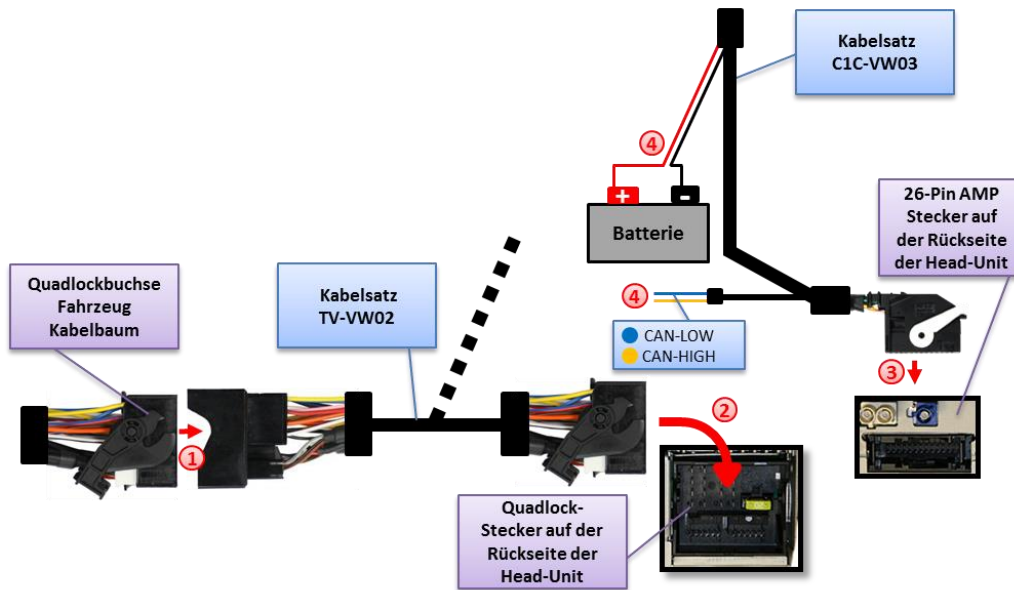 Kabelsatz
C1C-VW03
4
+
-
Batterie
26-Pin AMP
Stecker auf
der Rückseite
der Head-Unit
Quadlockbuchse
Fahrzeug
Kabelbaum
Kabelsatz
TV-VW02
4
CAN-LOW
CAN-HIGH
3
1
2
Quadlock-
Stecker auf der
Rückseite der
Head-Unit